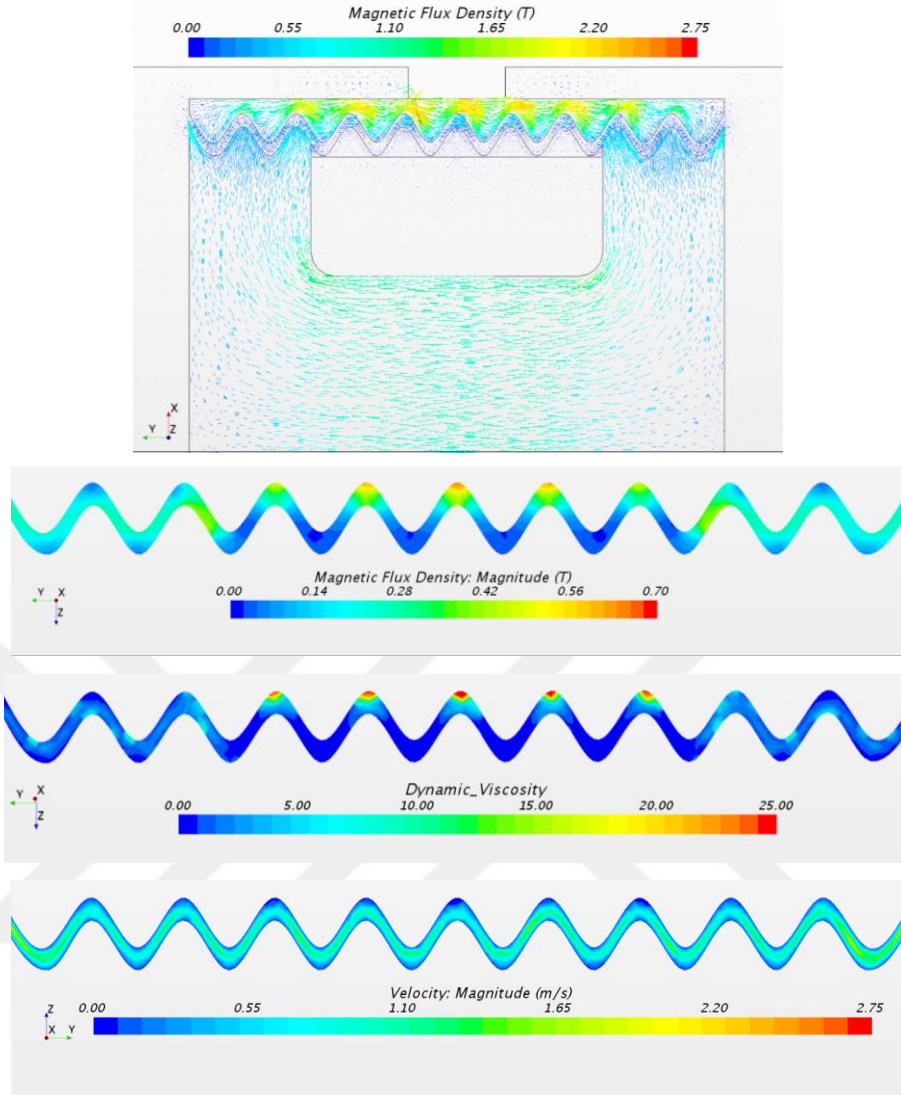 Magnetic Flux Density (T)
0.00 0.55 1.10 1.65 2.20 2.75
X
Y Z
Magnetic Flux Density: Magnitude (T)
0.00 0.14 0.28 0.42 0.56 0.70
Y X
Z
Dynamic_Viscosity
0.00 5.00 10.00 15.00 20.00 25.00
Y X
Z
Velocity: Magnitude (m/s)
0.00 0.55 1.10 1.65 2.20 2.75
Z
X Y